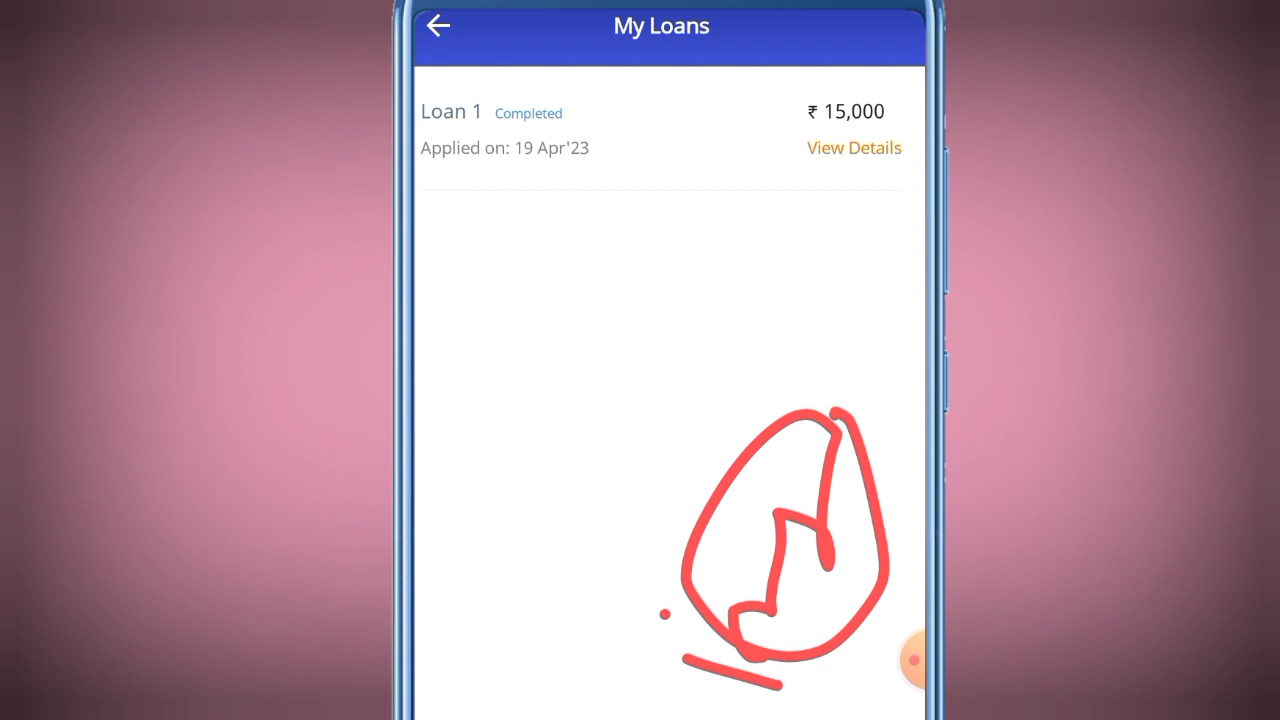 My Loans
Loan 1 Completed ₹ 15,000
Applied on: 19 Apr'23 View Details